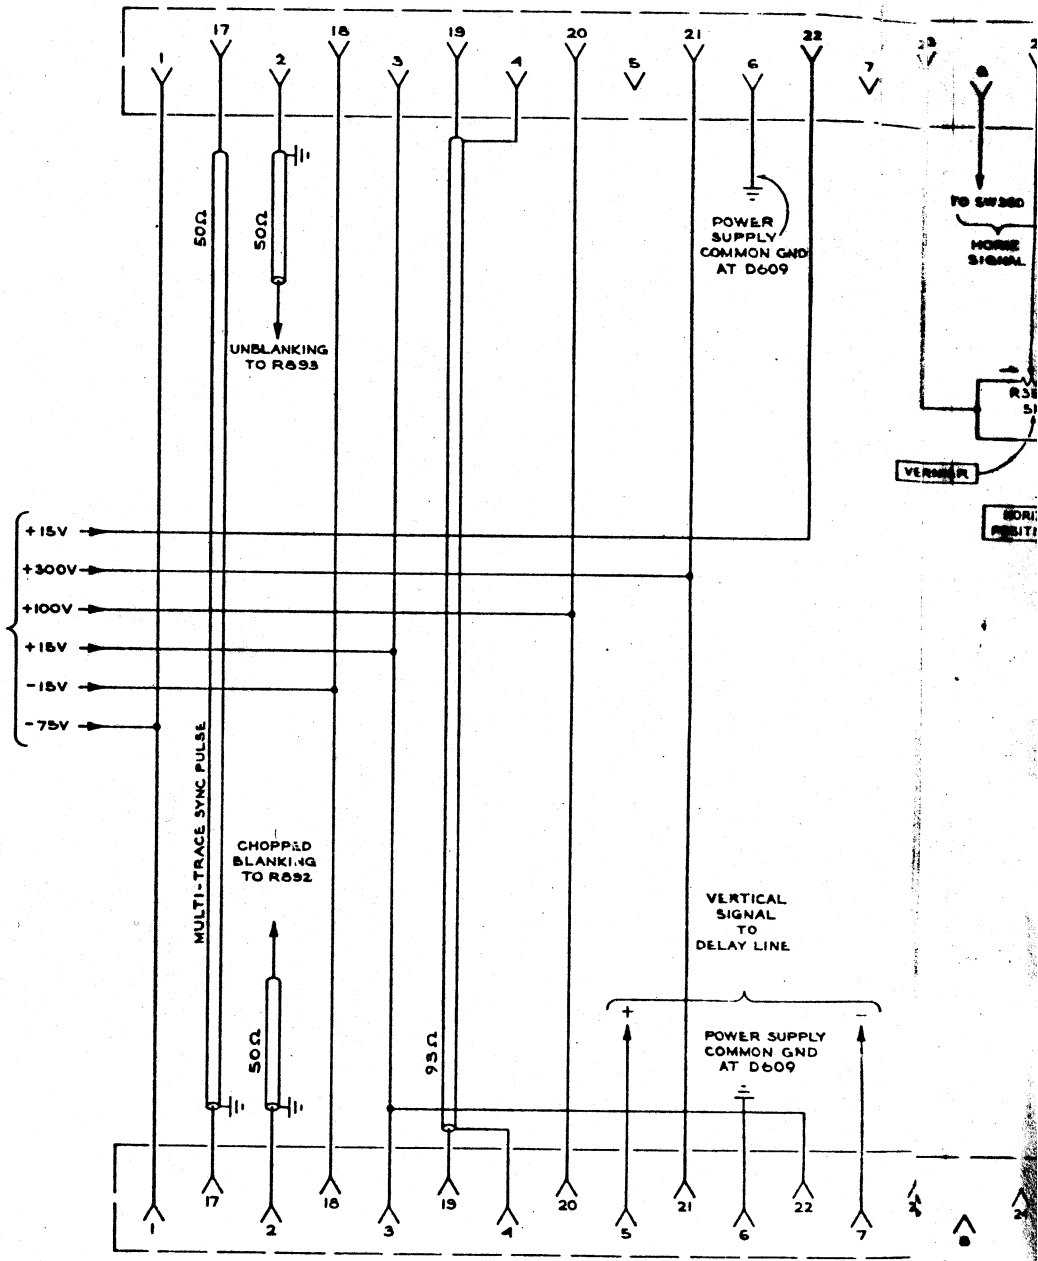 17 18 19 20 21 22
1 2 3 4 5 6 7 8
50Ω
50Ω
UNBLANKING
TO R893
POWER
SUPPLY
COMMON GND
AT D609
TO SW360
HORIZ
SIGNAL
VERNIER
+15V
+300V
+100V
+15V
-15V
-75V
MULTI-TRACE SYNC PULSE
CHOPPED
BLANKING
TO R892
50Ω
93Ω
VERTICAL
SIGNAL
TO
DELAY LINE
+ -
POWER SUPPLY
COMMON GND
AT D609
17 18 19 20 21 22
1 2 3 4 5 6 7 8